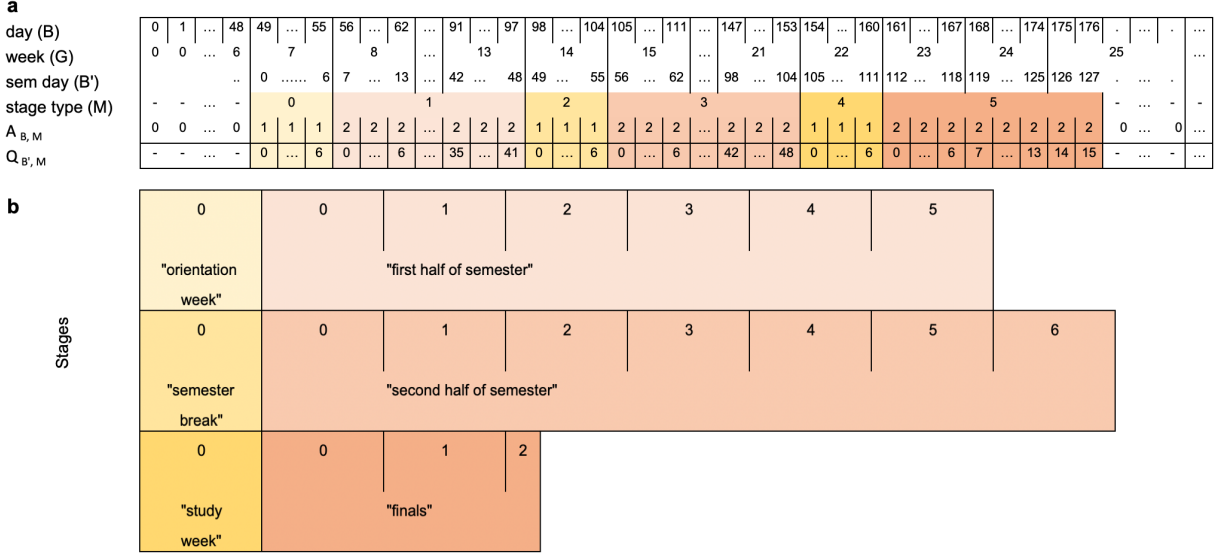 a
day (B) 0 1 ... 48 49 ... 55 56 ... 62 ... 91 ... 97 98 ... 104 105 ... 111 ... 147 ... 153 154 ... 160 161 ... 167 168 ... 174 175 176 . ... . ...
week (G) 0 0 ... 6 7 8 ... 13 14 15 ... 21 22 23 24 25 ...
sem day (B') .. 0 ...... 6 7 ... 13 ... 42 ... 48 49 ... 55 56 ... 62 ... 98 ... 104 105 ... 111 112 ... 118 119 ... 125 126 127 . ... . ...
stage type (M) - - ... - 0 1 2 3 4 5 - ... - -
A B, M 0 0 ... 0 1 1 1 2 2 2 ... 2 2 2 1 1 1 2 2 2 ... 2 2 2 1 1 1 2 2 2 2 2 2 2 2 0 ... 0 ...
Q B', M - - ... - 0 ... 6 0 ... 6 ... 35 ... 41 0 ... 6 0 ... 6 ... 42 ... 48 0 ... 6 0 ... 6 7 ... 13 14 15 - ... - ...
b
Stages
0 0 1 2 3 4 5
"orientation "first half of semester"
week"
0 0 1 2 3 4 5 6
"semester "second half of semester"
break"
0 0 1 2
"study "finals"
week"